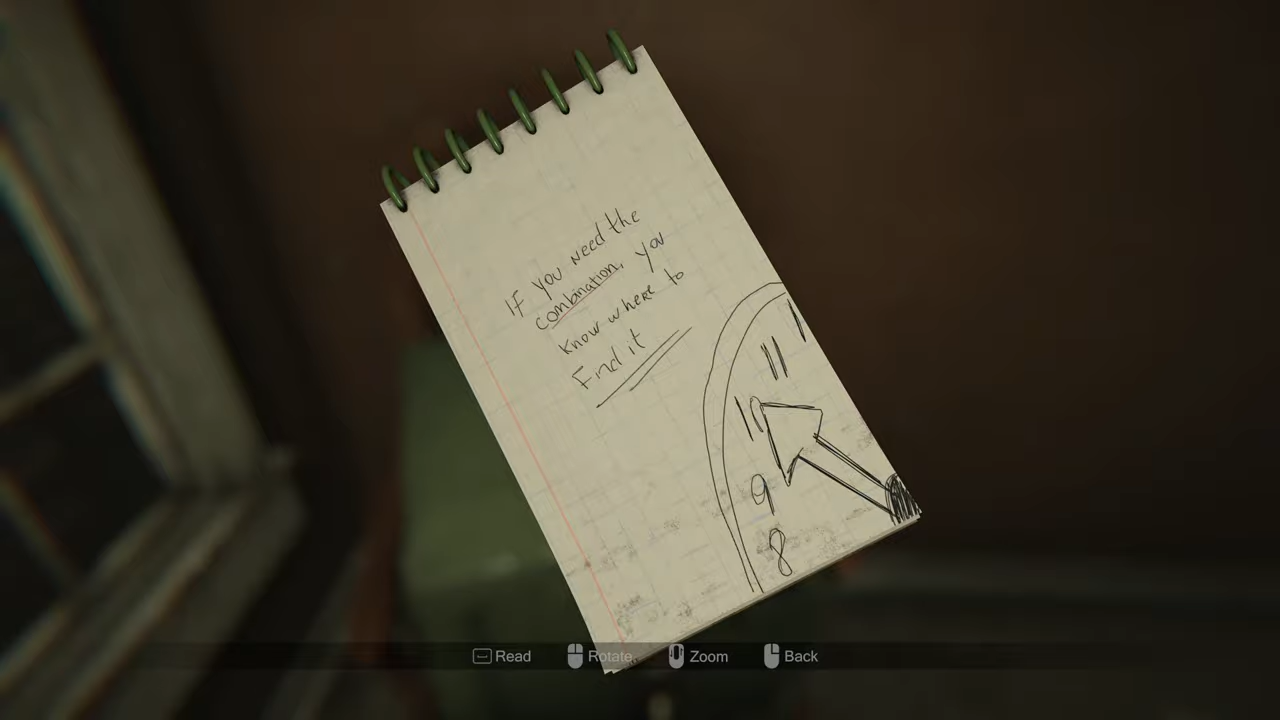 IF you need the
combination, you
know where to
Find it
11
10
9
8
Read Rotate Zoom Back